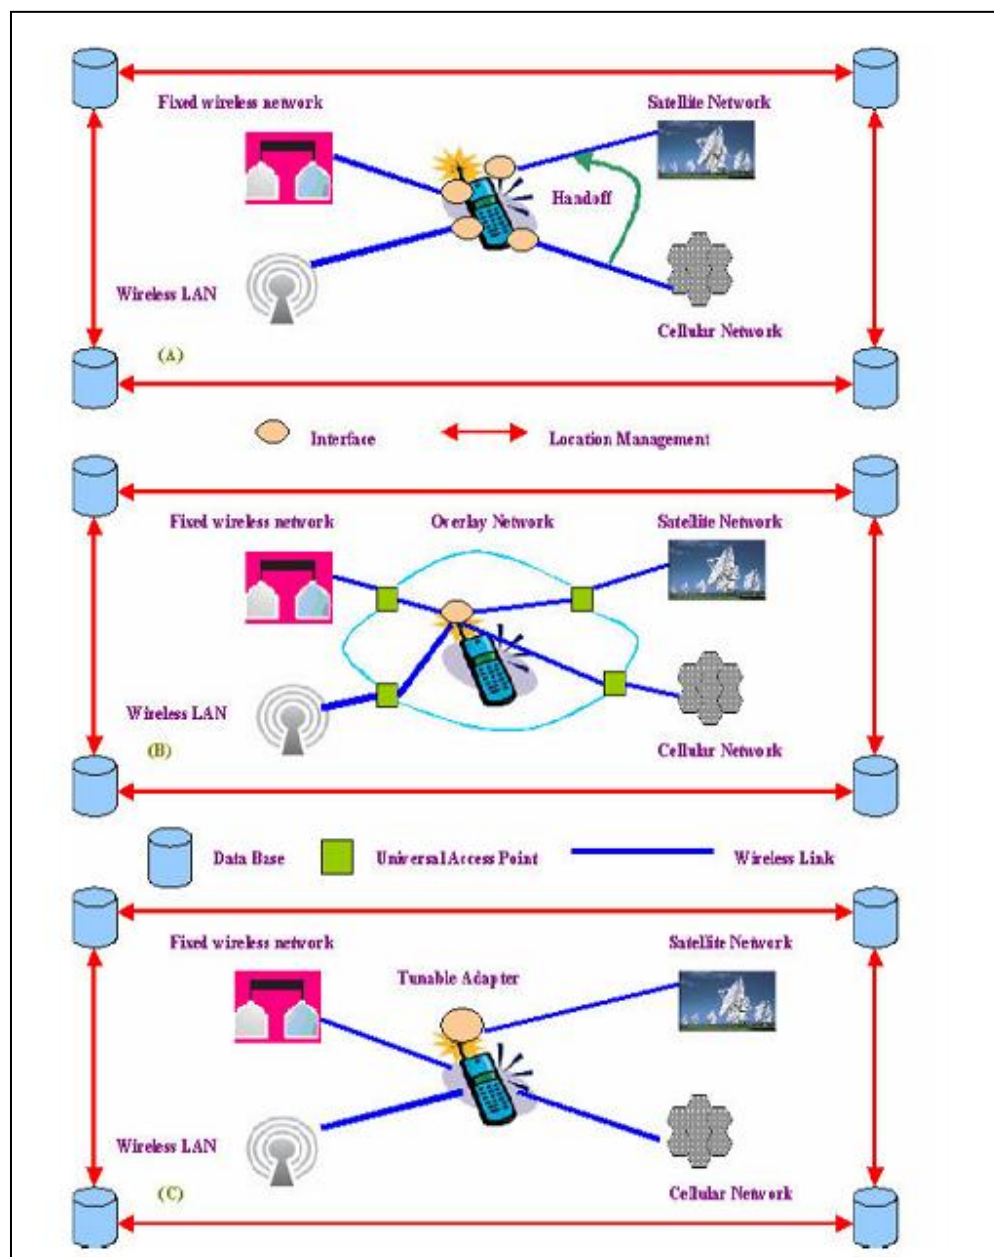 Fixed wireless network
Satellite Network
Handoff
Wireless LAN
Cellular Network
(A)
Interface
Location Management
Fixed wireless network
Overlay Network
Satellite Network
Wireless LAN
(B)
Cellular Network
Data Base
Universal Access Point
Wireless Link
Fixed wireless network
Satellite Network
Tunable Adapter
Wireless LAN
(C)
Cellular Network